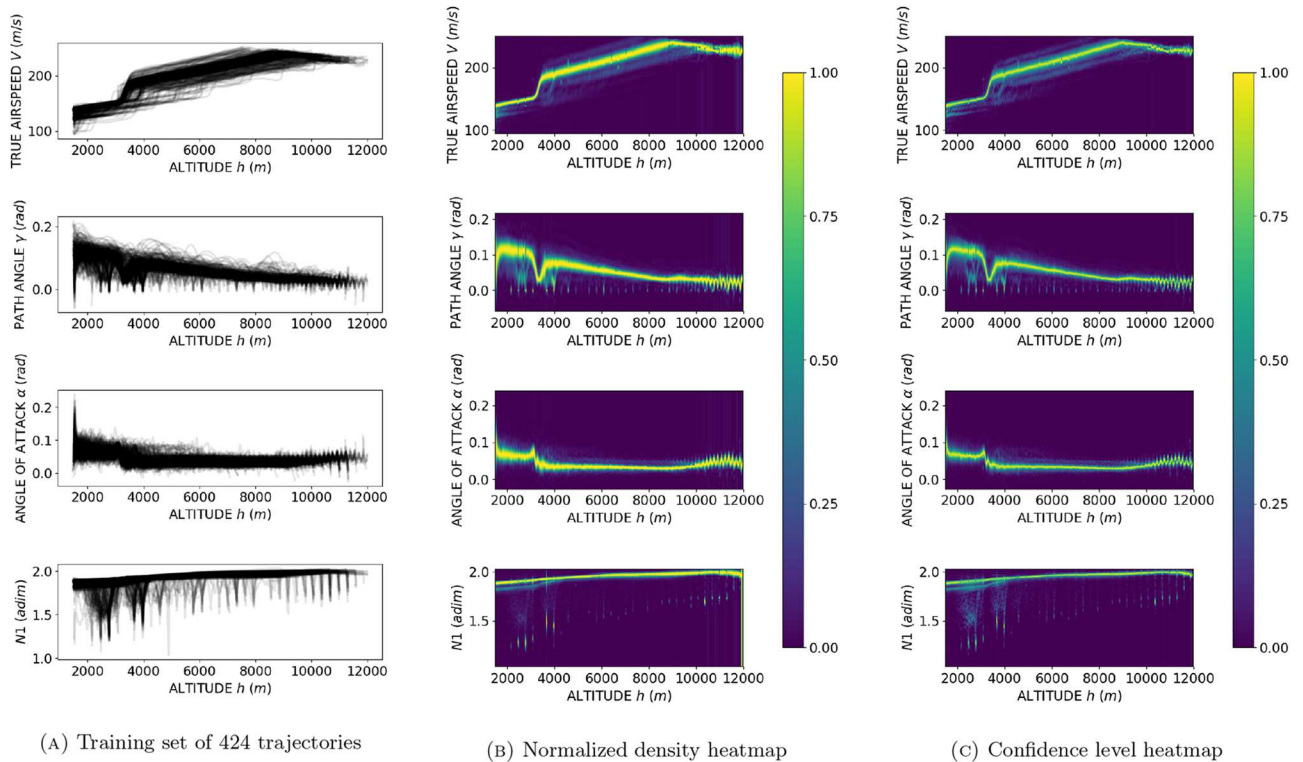 TRUE AIRSPEED V (m/s)
200
100
2000 4000 6000 8000 10000 12000
ALTITUDE h (m)
PATH ANGLE γ (rad)
0.2
0.1
0.0
2000 4000 6000 8000 10000 12000
ALTITUDE h (m)
ANGLE OF ATTACK α (rad)
0.2
0.1
0.0
2000 4000 6000 8000 10000 12000
ALTITUDE h (m)
N1 (adim)
2.0
1.5
1.0
2000 4000 6000 8000 10000 12000
ALTITUDE h (m)
(A) Training set of 424 trajectories
TRUE AIRSPEED V (m/s)
200
100
2000 4000 6000 8000 10000 12000
ALTITUDE h (m)
PATH ANGLE γ (rad)
0.2
0.1
0.0
2000 4000 6000 8000 10000 12000
ALTITUDE h (m)
ANGLE OF ATTACK α (rad)
0.2
0.1
0.0
2000 4000 6000 8000 10000 12000
ALTITUDE h (m)
N1 (adim)
2.0
1.5
2000 4000 6000 8000 10000 12000
ALTITUDE h (m)
1.00
0.75
0.50
0.25
0.00
(B) Normalized density heatmap
TRUE AIRSPEED V (m/s)
200
100
2000 4000 6000 8000 10000 12000
ALTITUDE h (m)
PATH ANGLE γ (rad)
0.2
0.1
0.0
2000 4000 6000 8000 10000 12000
ALTITUDE h (m)
ANGLE OF ATTACK α (rad)
0.2
0.1
0.0
2000 4000 6000 8000 10000 12000
ALTITUDE h (m)
N1 (adim)
2.0
1.5
2000 4000 6000 8000 10000 12000
ALTITUDE h (m)
1.00
0.75
0.50
0.25
0.00
(C) Confidence level heatmap